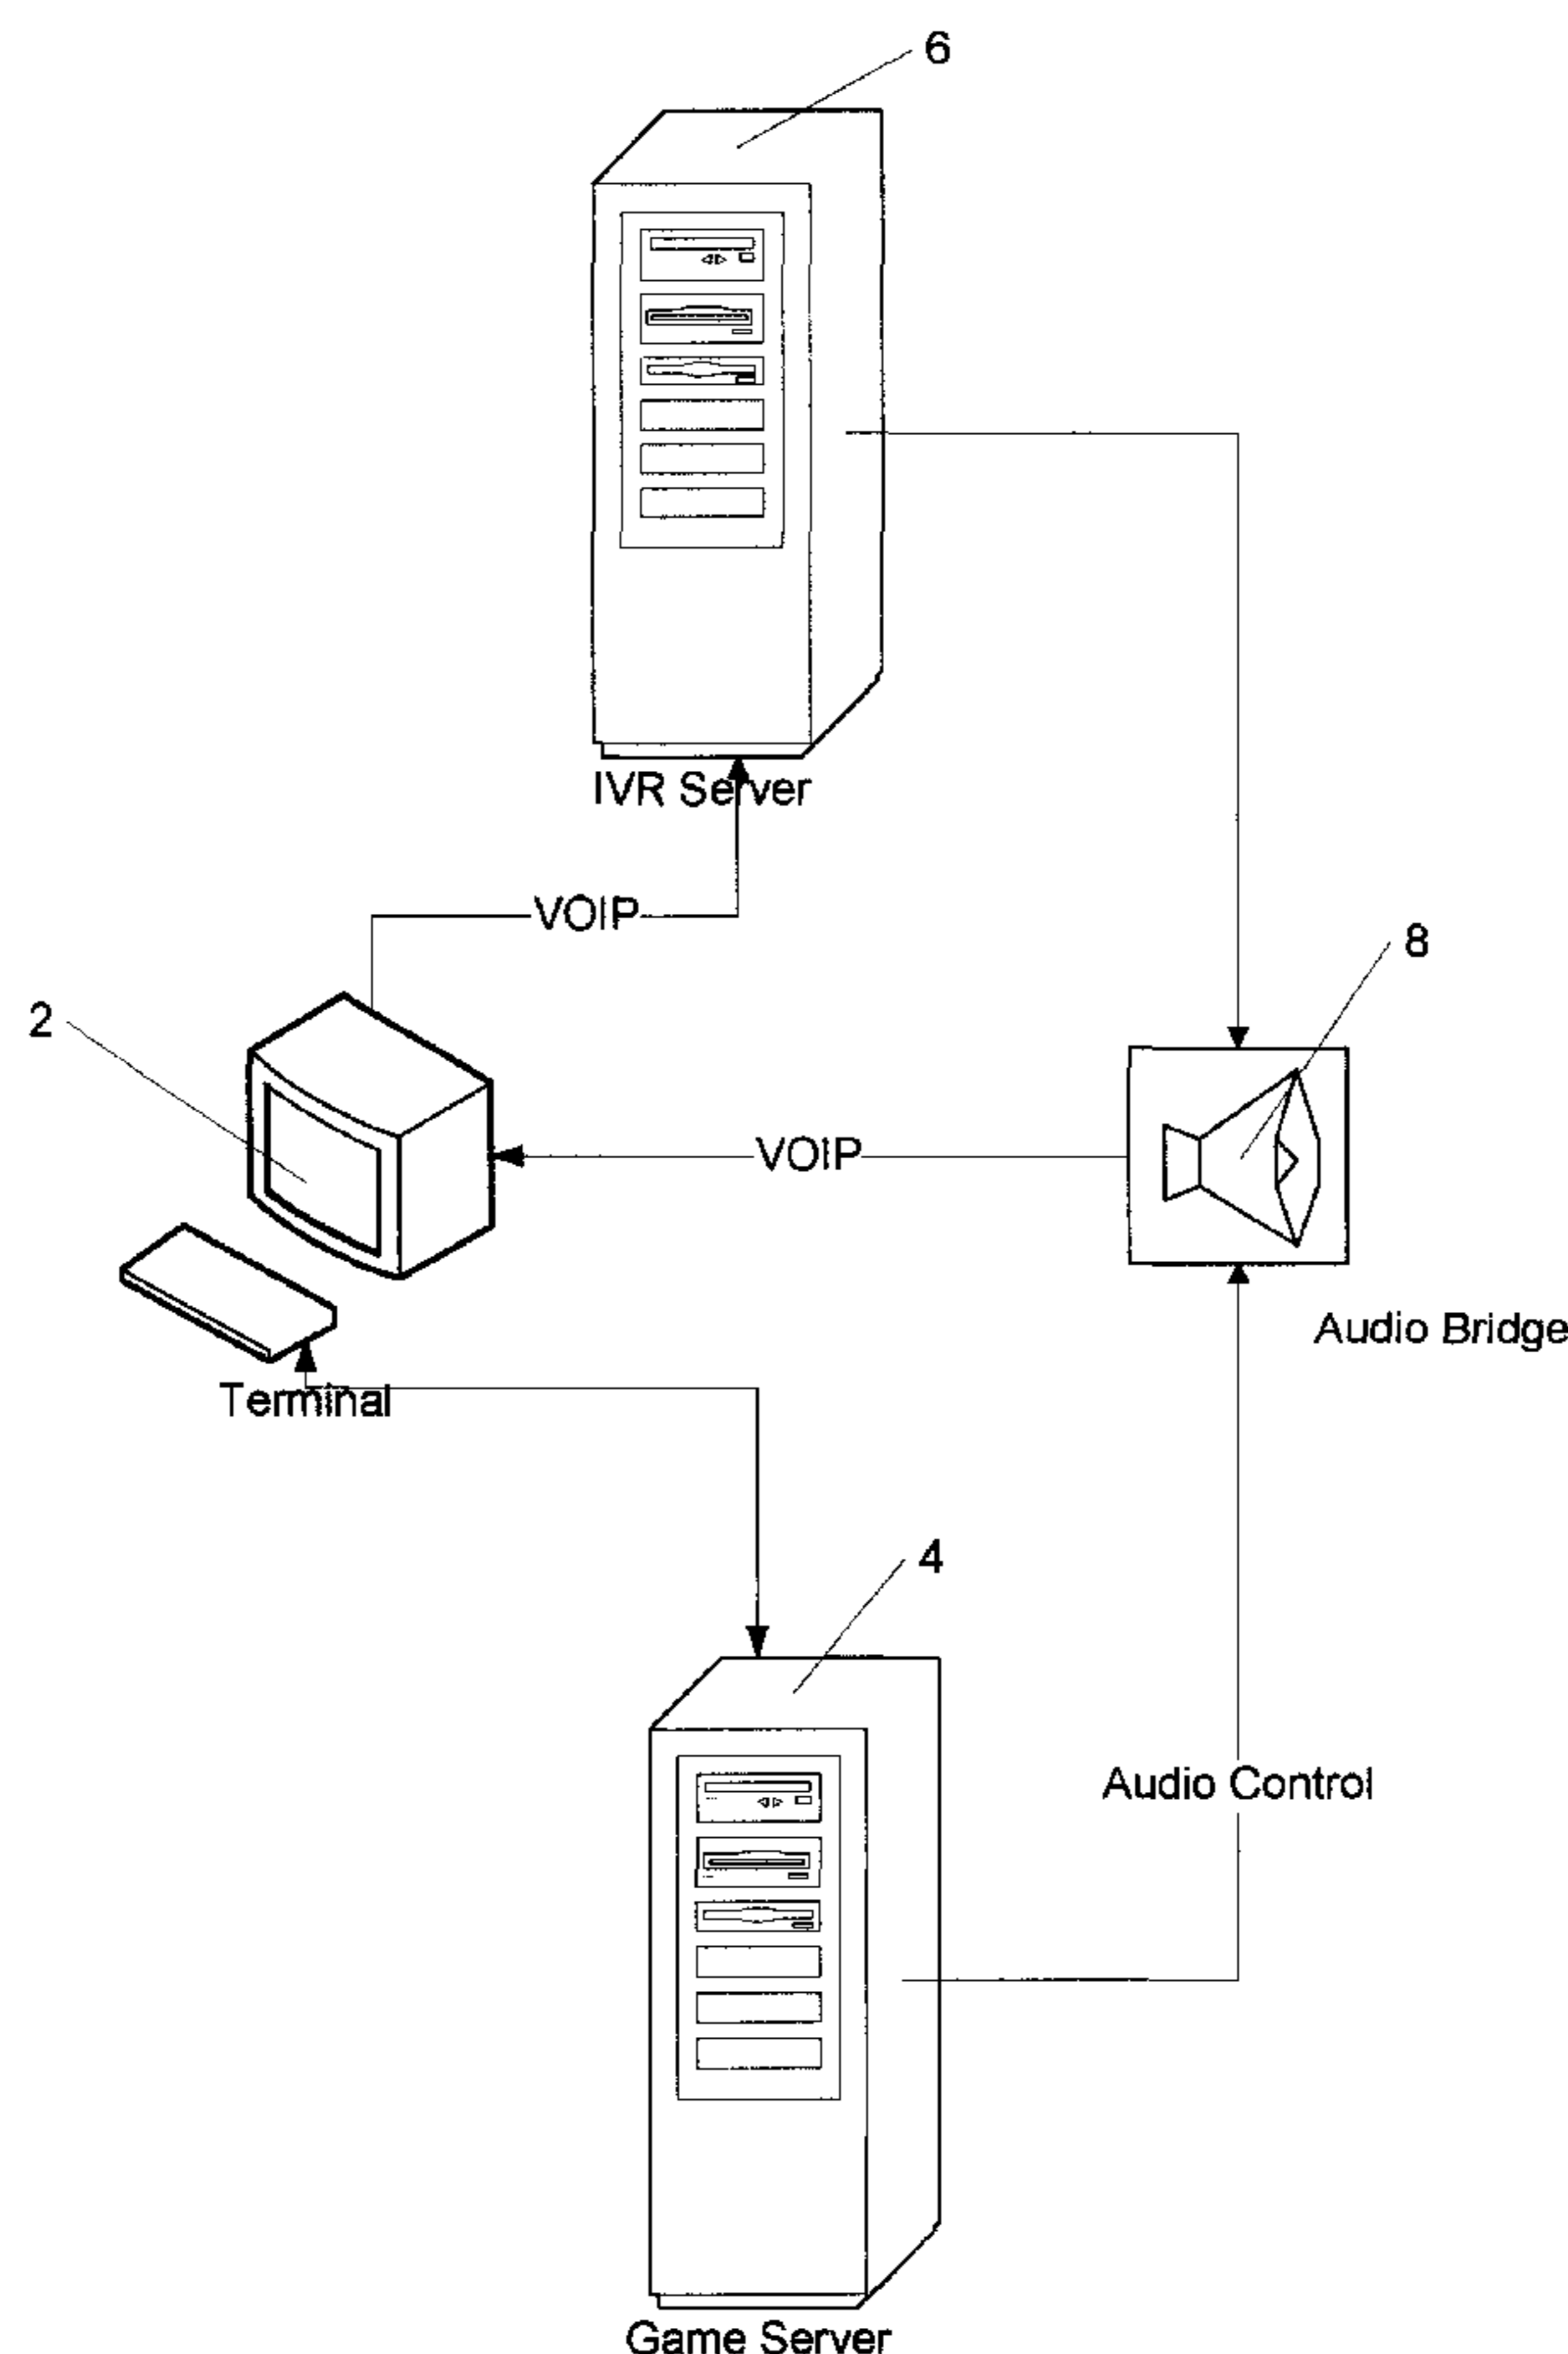 6
IVR Server
VOIP
8
2
VOIP
Audio Bridge
Terminal
4
Audio Control
Game Server